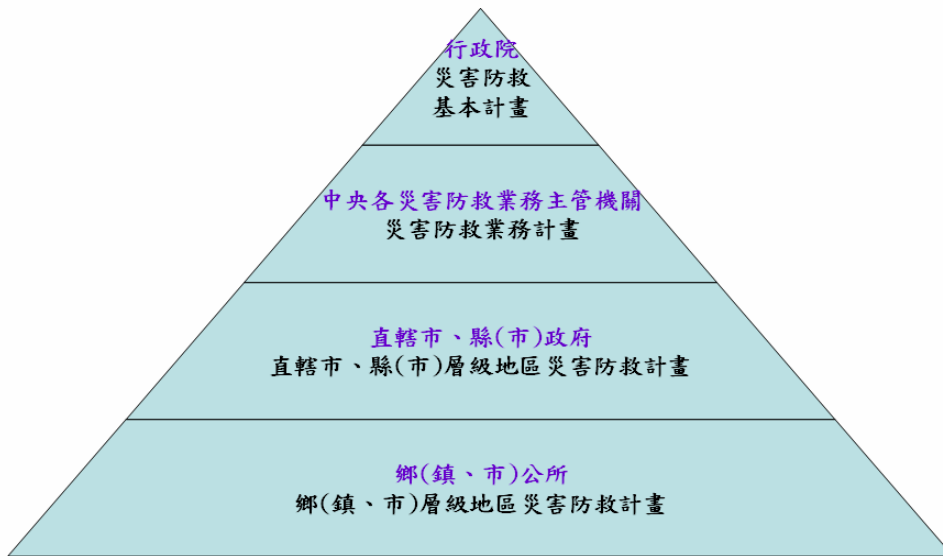 行政院
災害防救
基本計畫
中央各災害防救業務主管機關
災害防救業務計畫
直轄市、縣(市)政府
直轄市、縣(市)層級地區災害防救計畫
鄉(鎮、市)公所
鄉(鎮、市)層級地區災害防救計畫